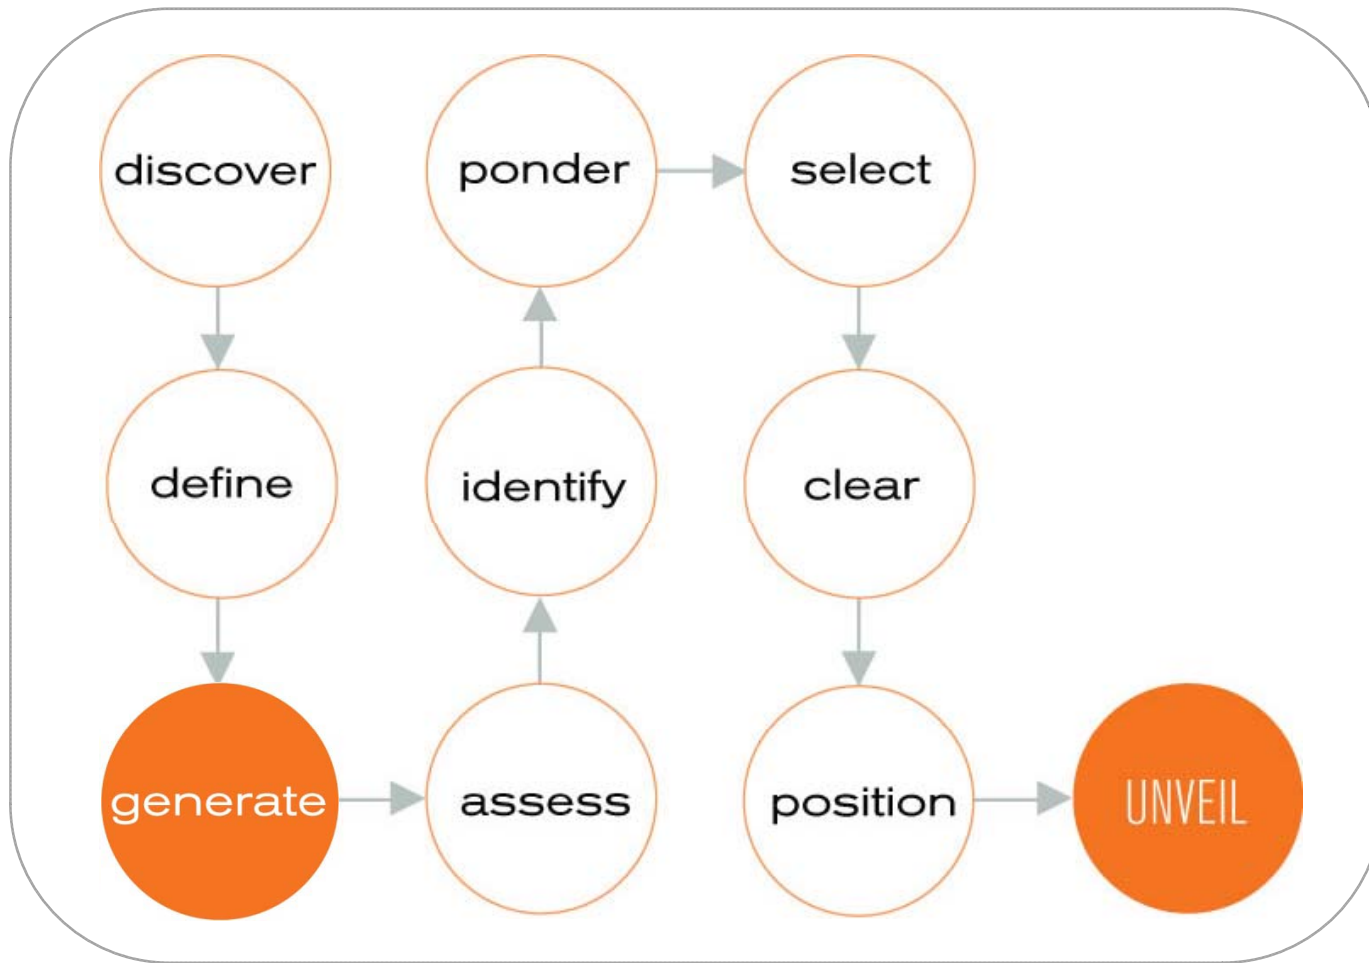 discover
define
generate
assess
identify
ponder
select
clear
position
UNVEIL